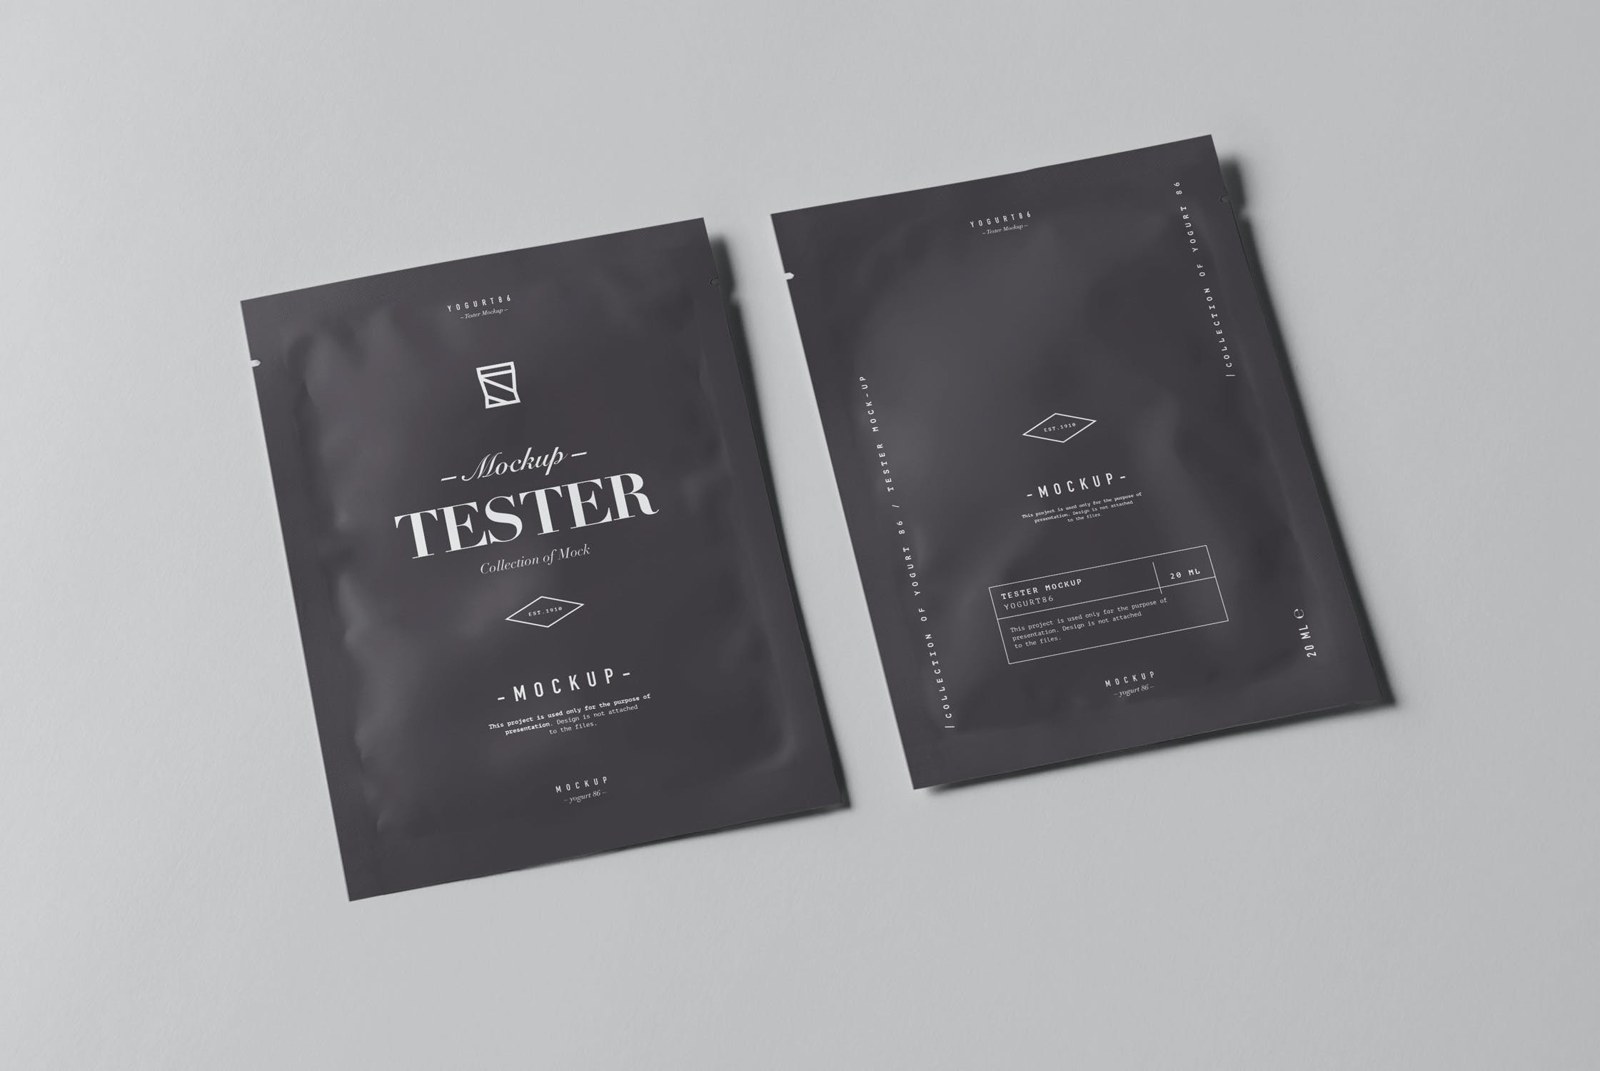 YOGURT86
– Tester Mockup –
– Mockup –
TESTER
Collection of Mock
EST.1910
-MOCKUP-
This project is used only for the purpose of
presentation. Design is not attached
to the files.
MOCKUP
– yogurt 86 –
YOGURT86
– Tester Mockup –
/COLLECTION OF YOGURT 86
/COLLECTION OF YOGURT 86 / TESTER MOCK-UP
EST.1910
-MOCKUP-
This project is used only for the purpose of
presentation. Design is not attached
to the files
TESTER MOCKUP
YOGURT86
20 ML
This project is used only for the purpose of
presentation. Design is not attached
to the files.
20 ML ℮
MOCKUP
– yogurt 86 –